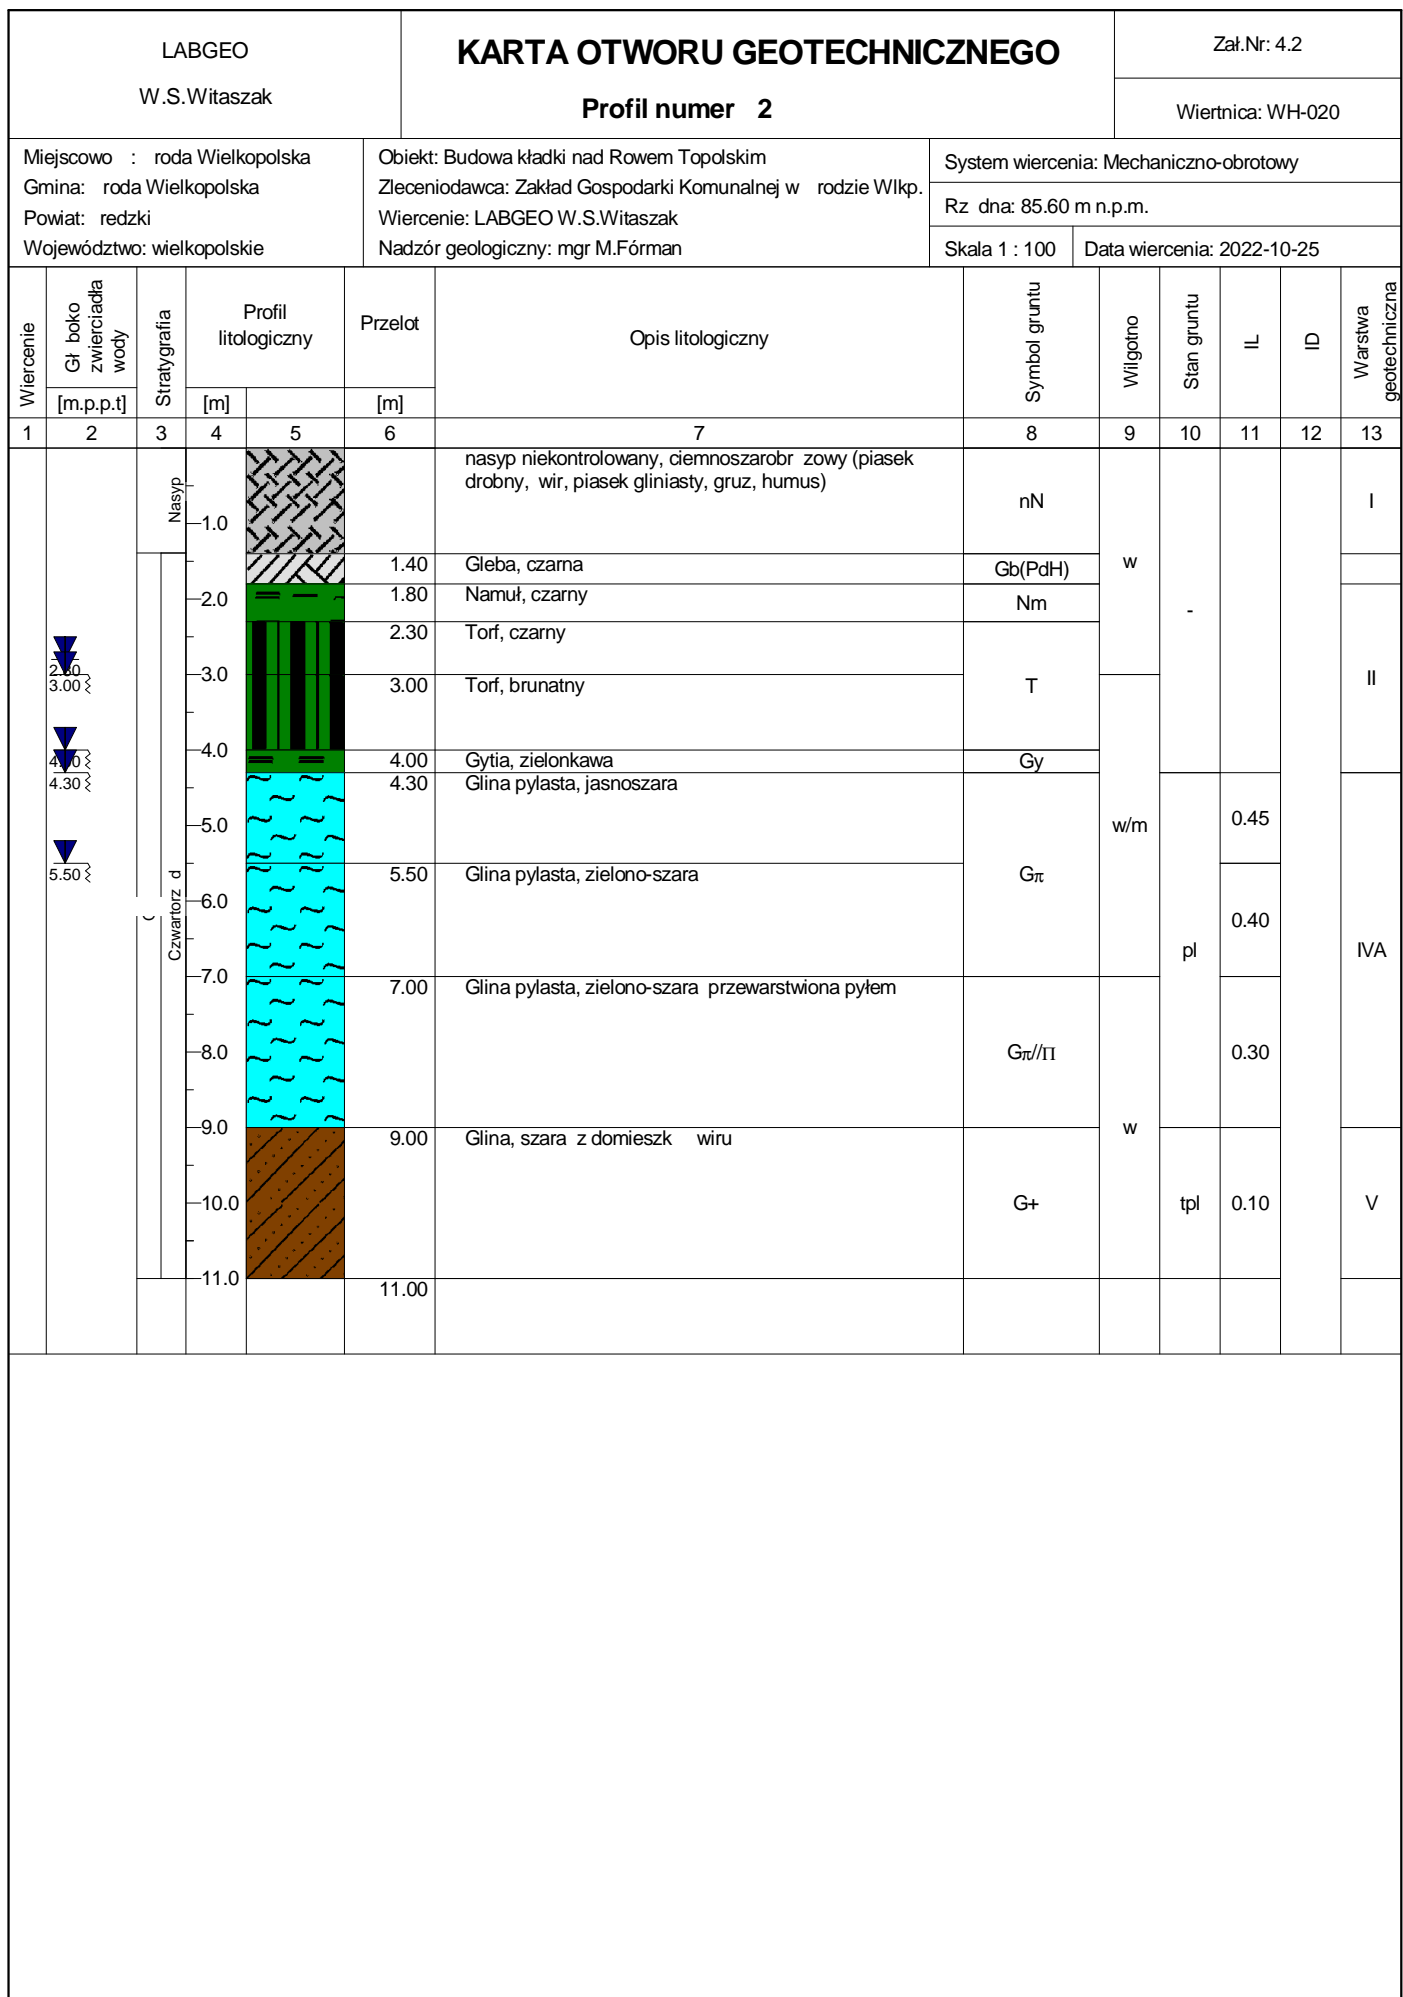 LABGEO
W.S.Witaszak
KARTA OTWORU GEOTECHNICZNEGO
Profil numer 2
Zał.Nr: 4.2
Wiertnica: WH-020
Miejscowo : roda Wielkopolska
Gmina: roda Wielkopolska
Powiat: redzki
Województwo: wielkopolskie
Obiekt: Budowa kładki nad Rowem Topolskim
Zleceniodawca: Zakład Gospodarki Komunalnej w rodzie Wlkp.
Wiercenie: LABGEO W.S.Witaszak
Nadzór geologiczny: mgr M.Fórman
System wiercenia: Mechaniczno-obrotowy
Rz dna: 85.60 m n.p.m.
Skala 1 : 100
Data wiercenia: 2022-10-25
Wiercenie
Gł boko
zwierciadła
wody
[m.p.p.t]
Stratygrafia
Profil
litologiczny
[m]
Przelot
[m]
Opis litologiczny
Symbol gruntu
Wilgotno
Stan gruntu
IL
ID
Warstwa
geotechniczna
1 2 3 4 5 6 7 8 9 10 11 12 13
Nasyp
nasyp niekontrolowany, ciemnoszarobr zowy (piasek
drobny, wir, piasek gliniasty, gruz, humus)
nN
I
1.0
1.40 Gleba, czarna Gb(PdH) w
1.80 Namuł, czarny Nm
2.0
-
2.30 Torf, czarny
3.0
3.00
3.00 Torf, brunatny T II
4.0
4.00 Gytia, zielonkawa Gy
4.30
4.30 Glina pylasta, jasnoszara
5.0
w/m 0.45
5.50
5.50 Glina pylasta, zielono-szara Gπ
Czwartorz d
6.0
0.40
pl IVA
7.0
7.00 Glina pylasta, zielono-szara przewarstwiona pyłem
8.0
Gπ//Π 0.30
9.0
w
9.00 Glina, szara z domieszk wiru
10.0
G+ tpl 0.10 V
11.0
11.00